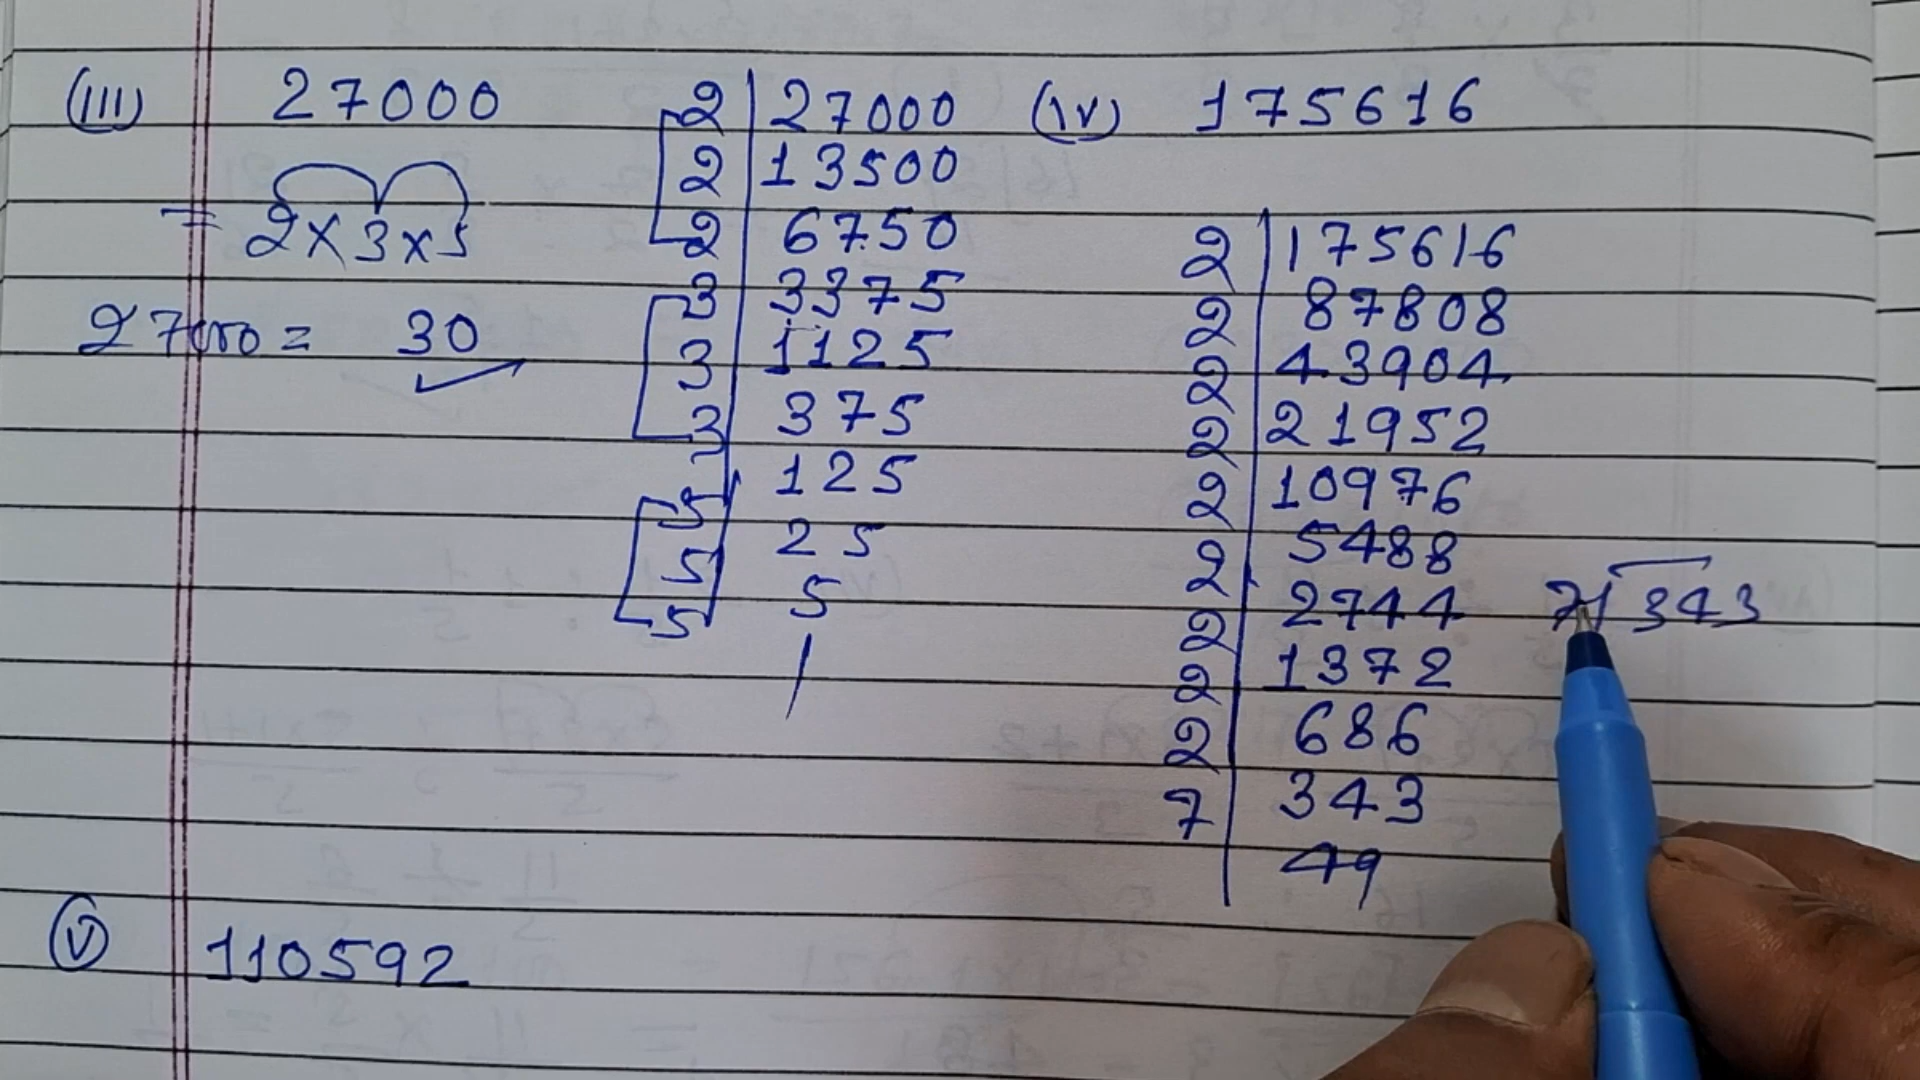 (III) 27000
= 2×3×5
27000 = 30
2 | 27000
2 | 13500
2 | 6750
3 | 3375
3 | 1125
3 | 375
5 | 125
5 | 25
5 | 5
1
(IV) 175616
2 | 175616
2 | 87808
2 | 43904
2 | 21952
2 | 10976
2 | 5488
2 | 2744
2 | 1372
2 | 686
7 | 343
49
7) 343
(V) 110592